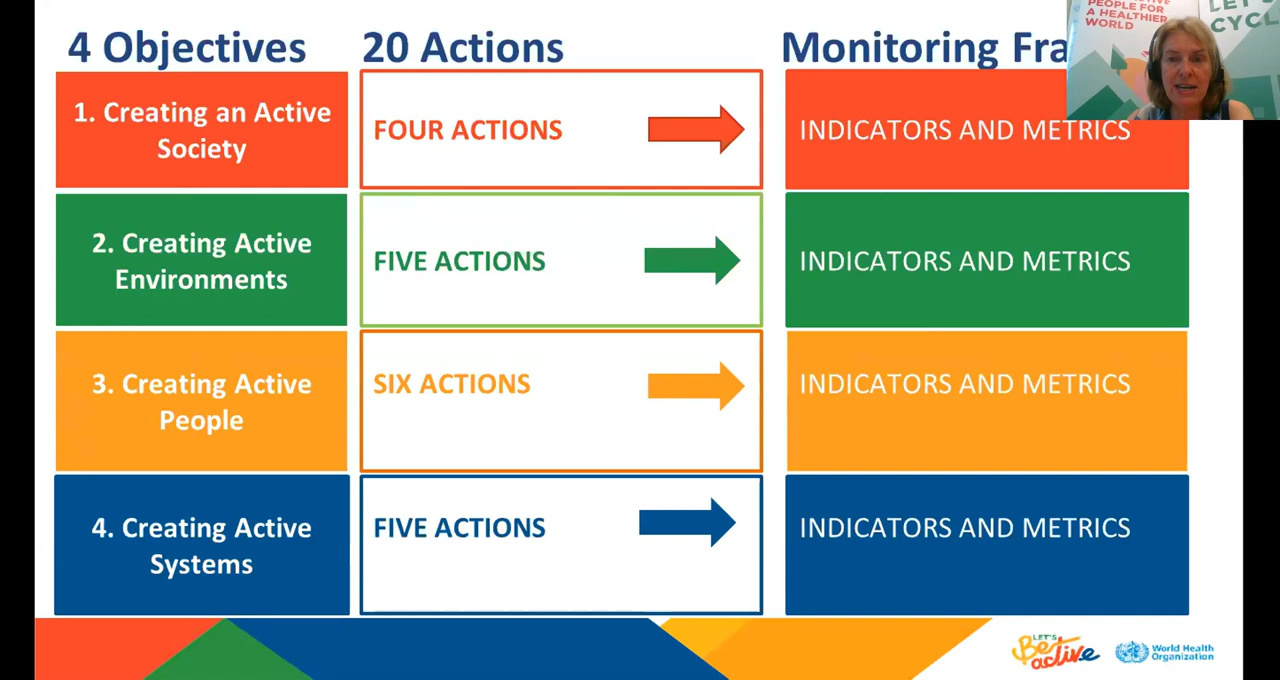 4 Objectives
20 Actions
Monitoring Fra
1. Creating an Active
Society
FOUR ACTIONS
INDICATORS AND METRICS
2. Creating Active
Environments
FIVE ACTIONS
INDICATORS AND METRICS
3. Creating Active
People
SIX ACTIONS
INDICATORS AND METRICS
4. Creating Active
Systems
FIVE ACTIONS
INDICATORS AND METRICS
PEOPLE FOR
A HEALTHIER
WORLD
CYCL
LET'S
Be active
World Health
Organization